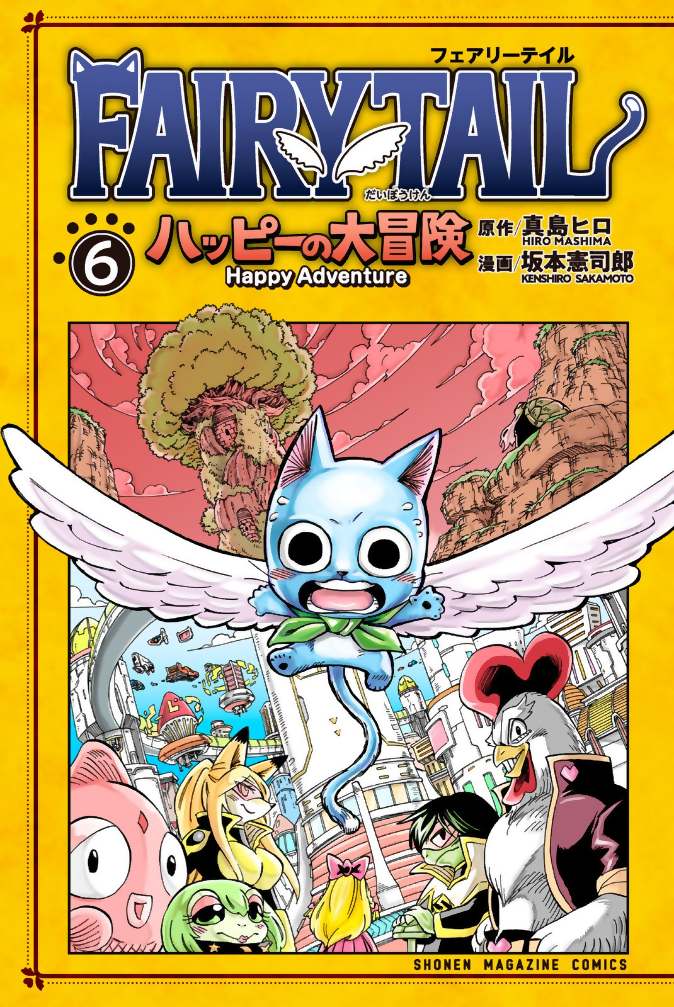 フェアリーテイル
FAIRY TAIL
だいぼうけん
6
ハッピーの大冒険
Happy Adventure
原作/真島ヒロ
HIRO MASHIMA
漫画/坂本憲司郎
KENSHIRO SAKAMOTO
SHONEN MAGAZINE COMICS